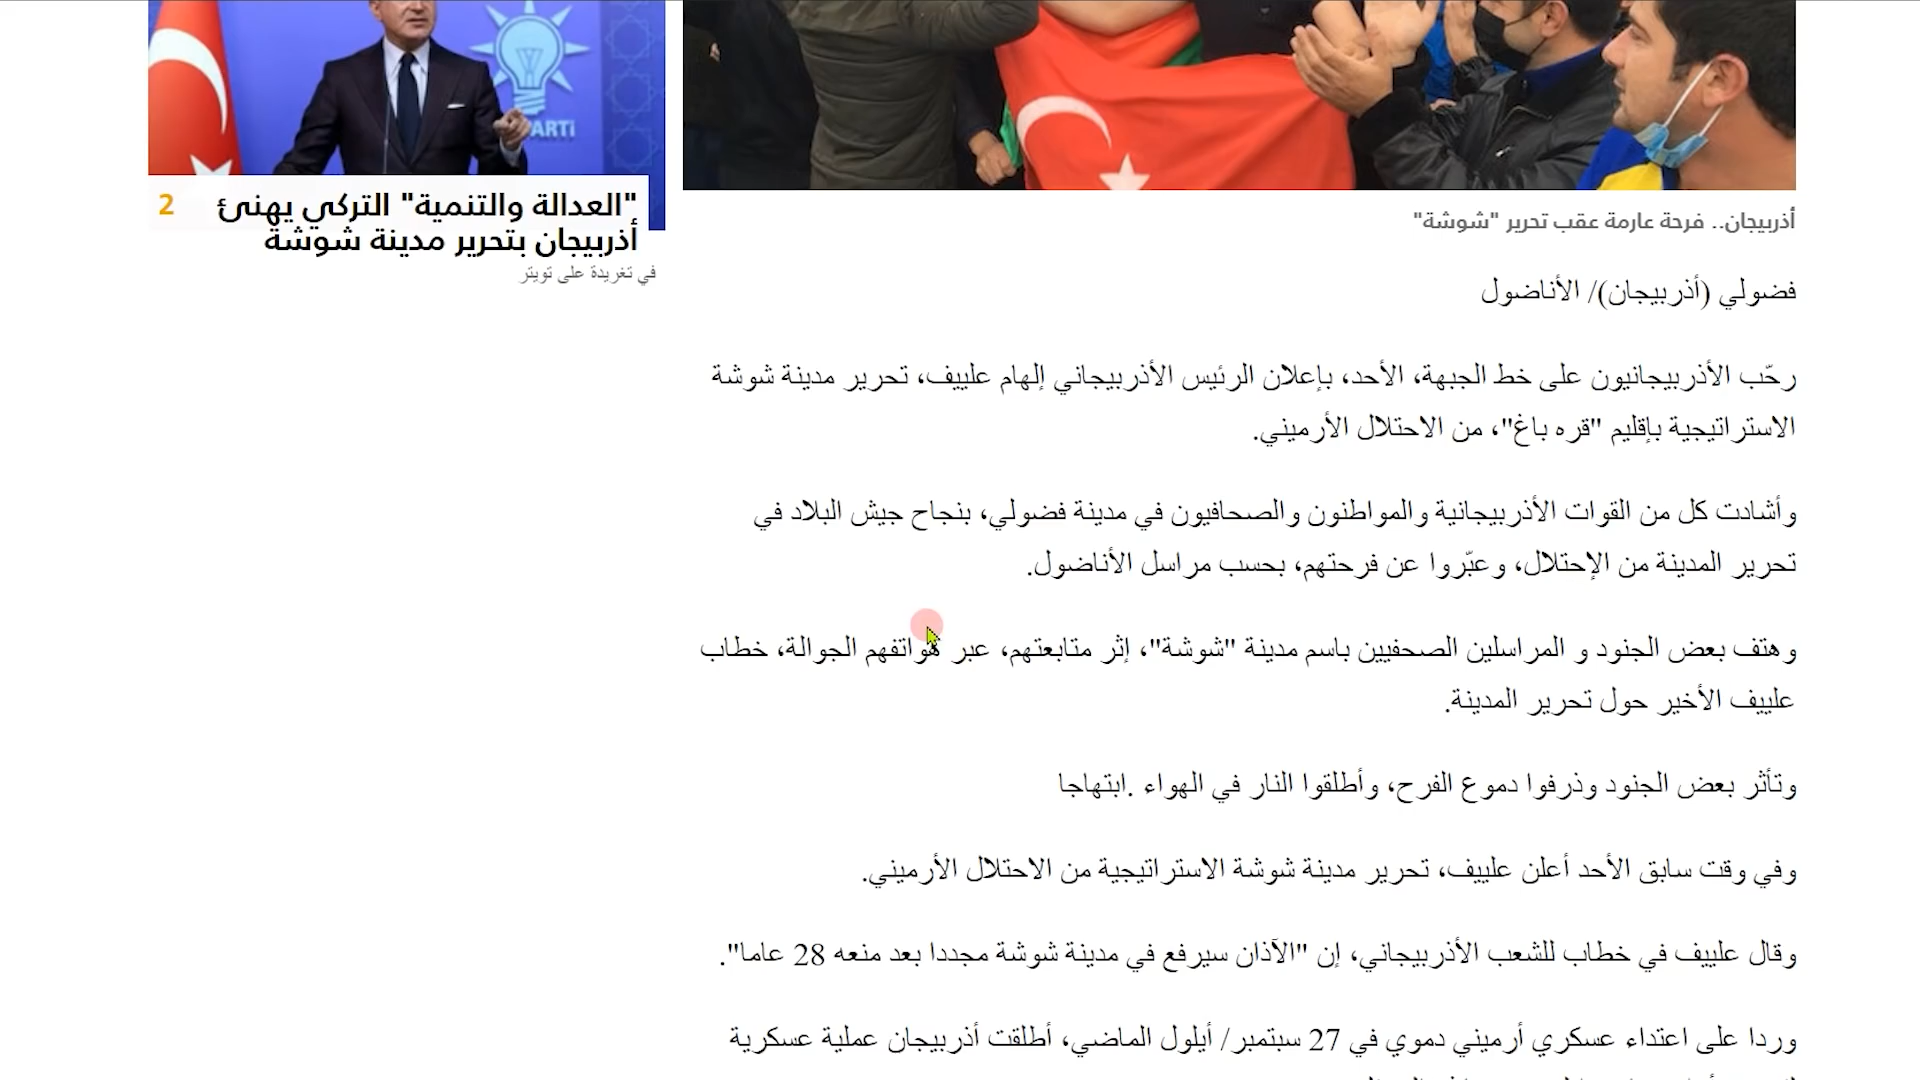 PARTi
"العدالة والتنمية" التركي يهنئ
2
أذربيجان بتحرير مدينة شوشة
في تغريدة على تويتر
أذربيجان.. فرحة عارمة عقب تحرير "شوشة"
فضولي (أذربيجان)/ الأناضول
رحّب الأذربيجانيون على خط الجبهة، الأحد، بإعلان الرئيس الأذربيجاني إلهام علييف، تحرير مدينة شوشة
الاستراتيجية بإقليم "قره باغ"، من الاحتلال الأرميني.
وأشادت كل من القوات الأذربيجانية والمواطنون والصحافيون في مدينة فضولي، بنجاح جيش البلاد في
تحرير المدينة من الإحتلال، وعبّروا عن فرحتهم، بحسب مراسل الأناضول.
وهتف بعض الجنود و المراسلين الصحفيين باسم مدينة "شوشة"، إثر متابعتهم، عبر هواتفهم الجوالة، خطاب
علييف الأخير حول تحرير المدينة.
وتأثر بعض الجنود وذرفوا دموع الفرح، وأطلقوا النار في الهواء .ابتهاجا
وفي وقت سابق الأحد أعلن علييف، تحرير مدينة شوشة الاستراتيجية من الاحتلال الأرميني.
وقال علييف في خطاب للشعب الأذربيجاني، إن "الآذان سيرفع في مدينة شوشة مجددا بعد منعه 28 عاما".
وردا على اعتداء عسكري أرميني دموي في 27 سبتمبر/ أيلول الماضي، أطلقت أذربيجان عملية عسكرية